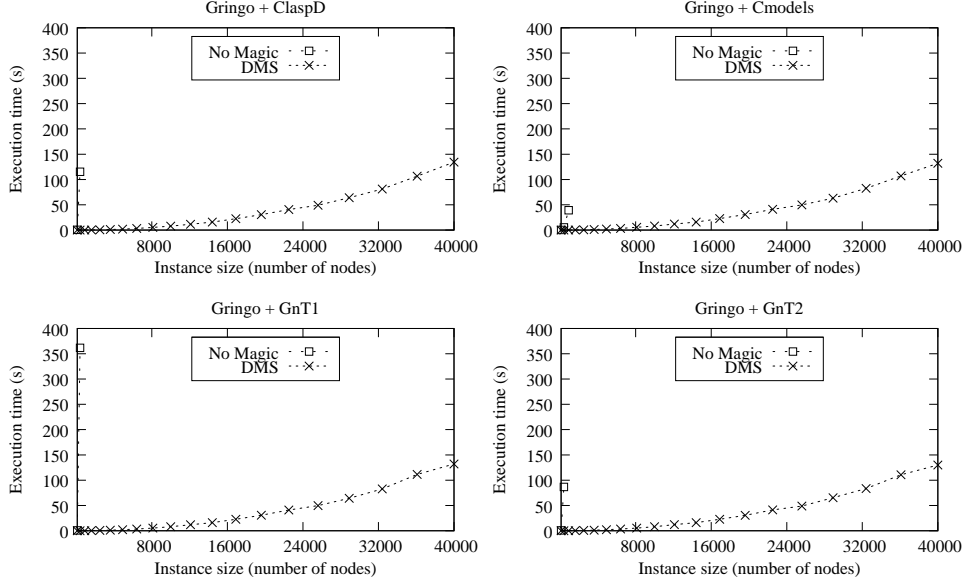 Gringo + ClaspD
Execution time (s)
400
350
300
250
200
150
100
50
0
No Magic
DMS
8000 16000 24000 32000 40000
Instance size (number of nodes)
Gringo + Cmodels
Execution time (s)
400
350
300
250
200
150
100
50
0
No Magic
DMS
8000 16000 24000 32000 40000
Instance size (number of nodes)
Gringo + GnT1
Execution time (s)
400
350
300
250
200
150
100
50
0
No Magic
DMS
8000 16000 24000 32000 40000
Instance size (number of nodes)
Gringo + GnT2
Execution time (s)
400
350
300
250
200
150
100
50
0
No Magic
DMS
8000 16000 24000 32000 40000
Instance size (number of nodes)